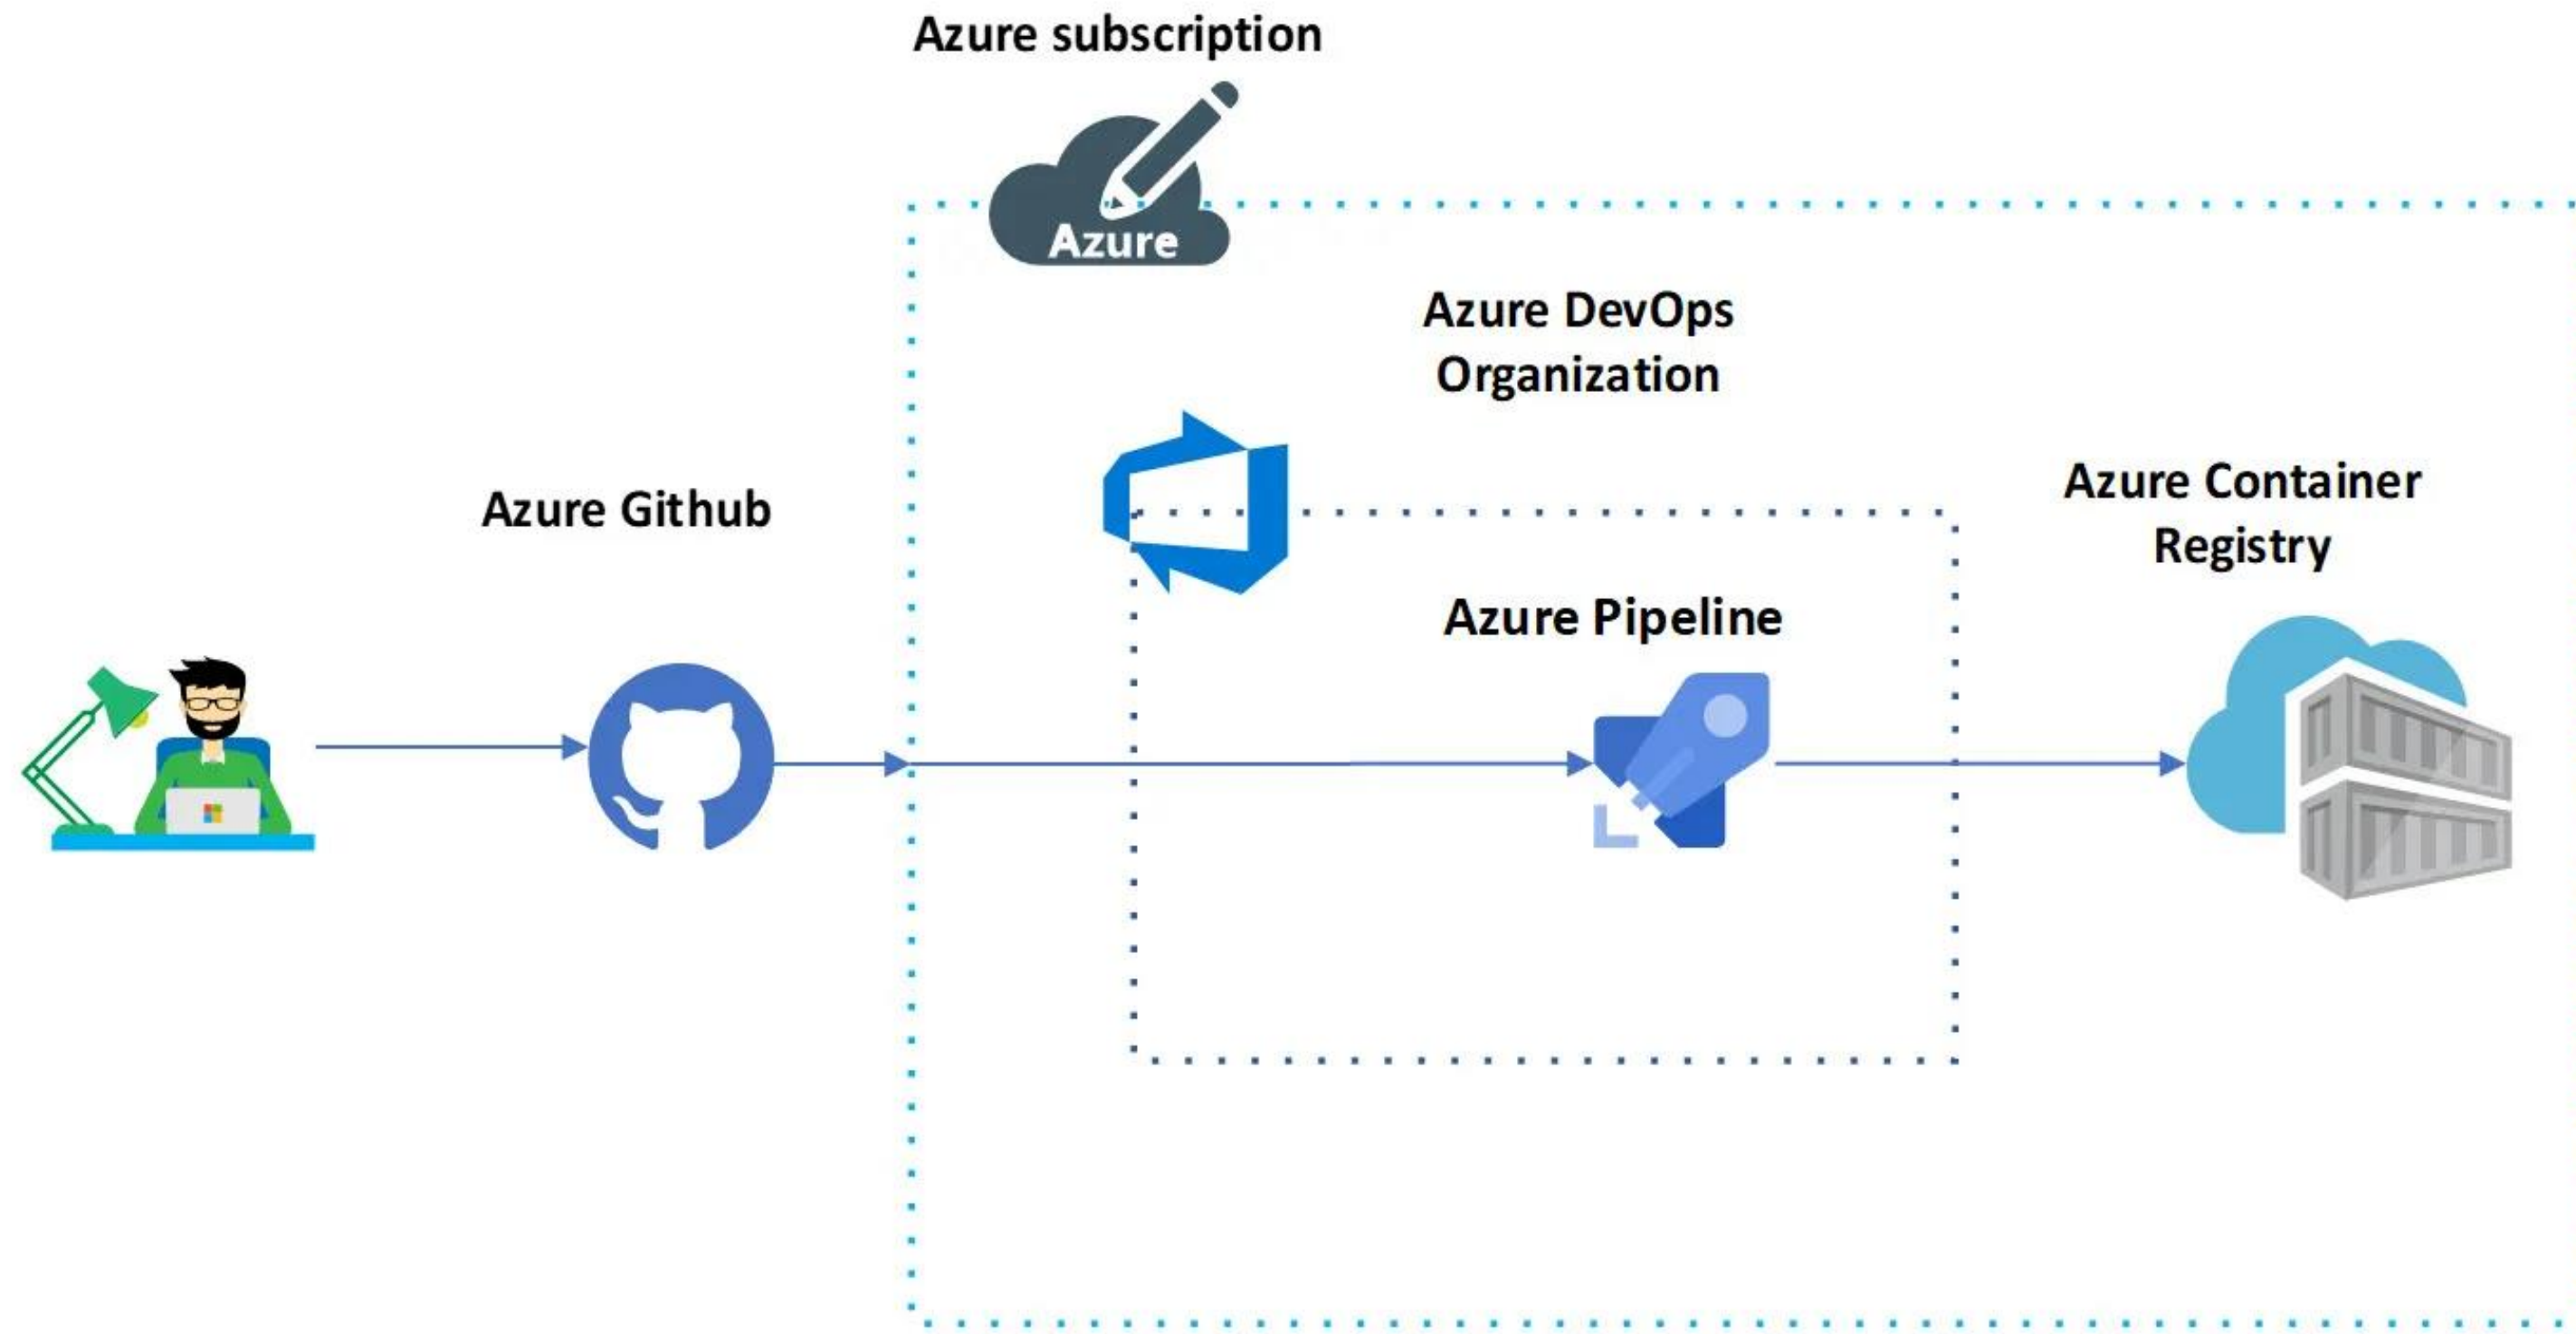 Azure subscription
Azure
Azure DevOps
Organization
Azure Github
Azure Container
Registry
Azure Pipeline